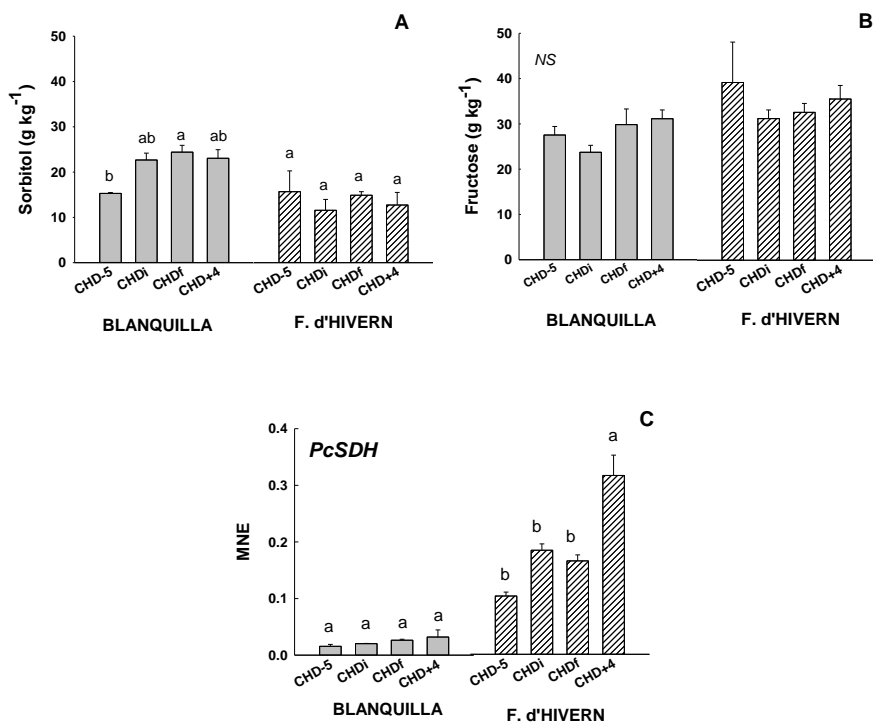 A
50
40
30
20
10
0
Sorbitol (g kg-1)
b
ab
a
ab
a
a
a
a
CHD-5
CHDi
CHDf
CHD+4
CHD-5
CHDi
CHDf
CHD+4
BLANQUILLA
F. d'HIVERN
B
50
40
30
20
10
0
Fructose (g kg-1)
NS
CHD-5
CHDi
CHDf
CHD+4
CHD-5
CHDi
CHDf
CHD+4
BLANQUILLA
F. d'HIVERN
C
PcSDH
0.4
0.3
0.2
0.1
0.0
MNE
a
a
a
a
b
b
b
a
CHD-5
CHDi
CHDf
CHD+4
CHD-5
CHDi
CHDf
CHD+4
BLANQUILLA
F. d'HIVERN